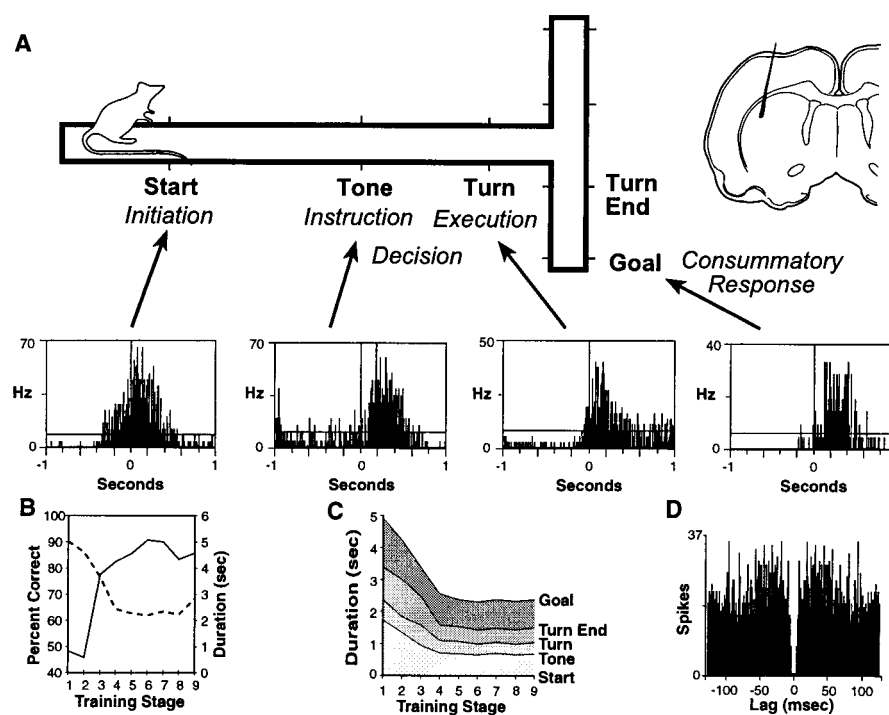 A
Start
Initiation
Tone
Instruction
Turn
Execution
Decision
Turn
End
Goal
Consummatory
Response
70
Hz
0
-1 0 1
Seconds
70
Hz
0
-1 0 1
Seconds
50
Hz
0
-1 0 1
Seconds
40
Hz
0
-1 0 1
Seconds
B
Percent Correct
100
90
80
70
60
50
40
6
5
4
3
2
1
0
Duration (sec)
1 2 3 4 5 6 7 8 9
Training Stage
C
Duration (sec)
5
4
3
2
1
0
Goal
Turn End
Turn
Tone
Start
1 2 3 4 5 6 7 8 9
Training Stage
D
Spikes
37
0
-100 -50 0 50 100
Lag (msec)